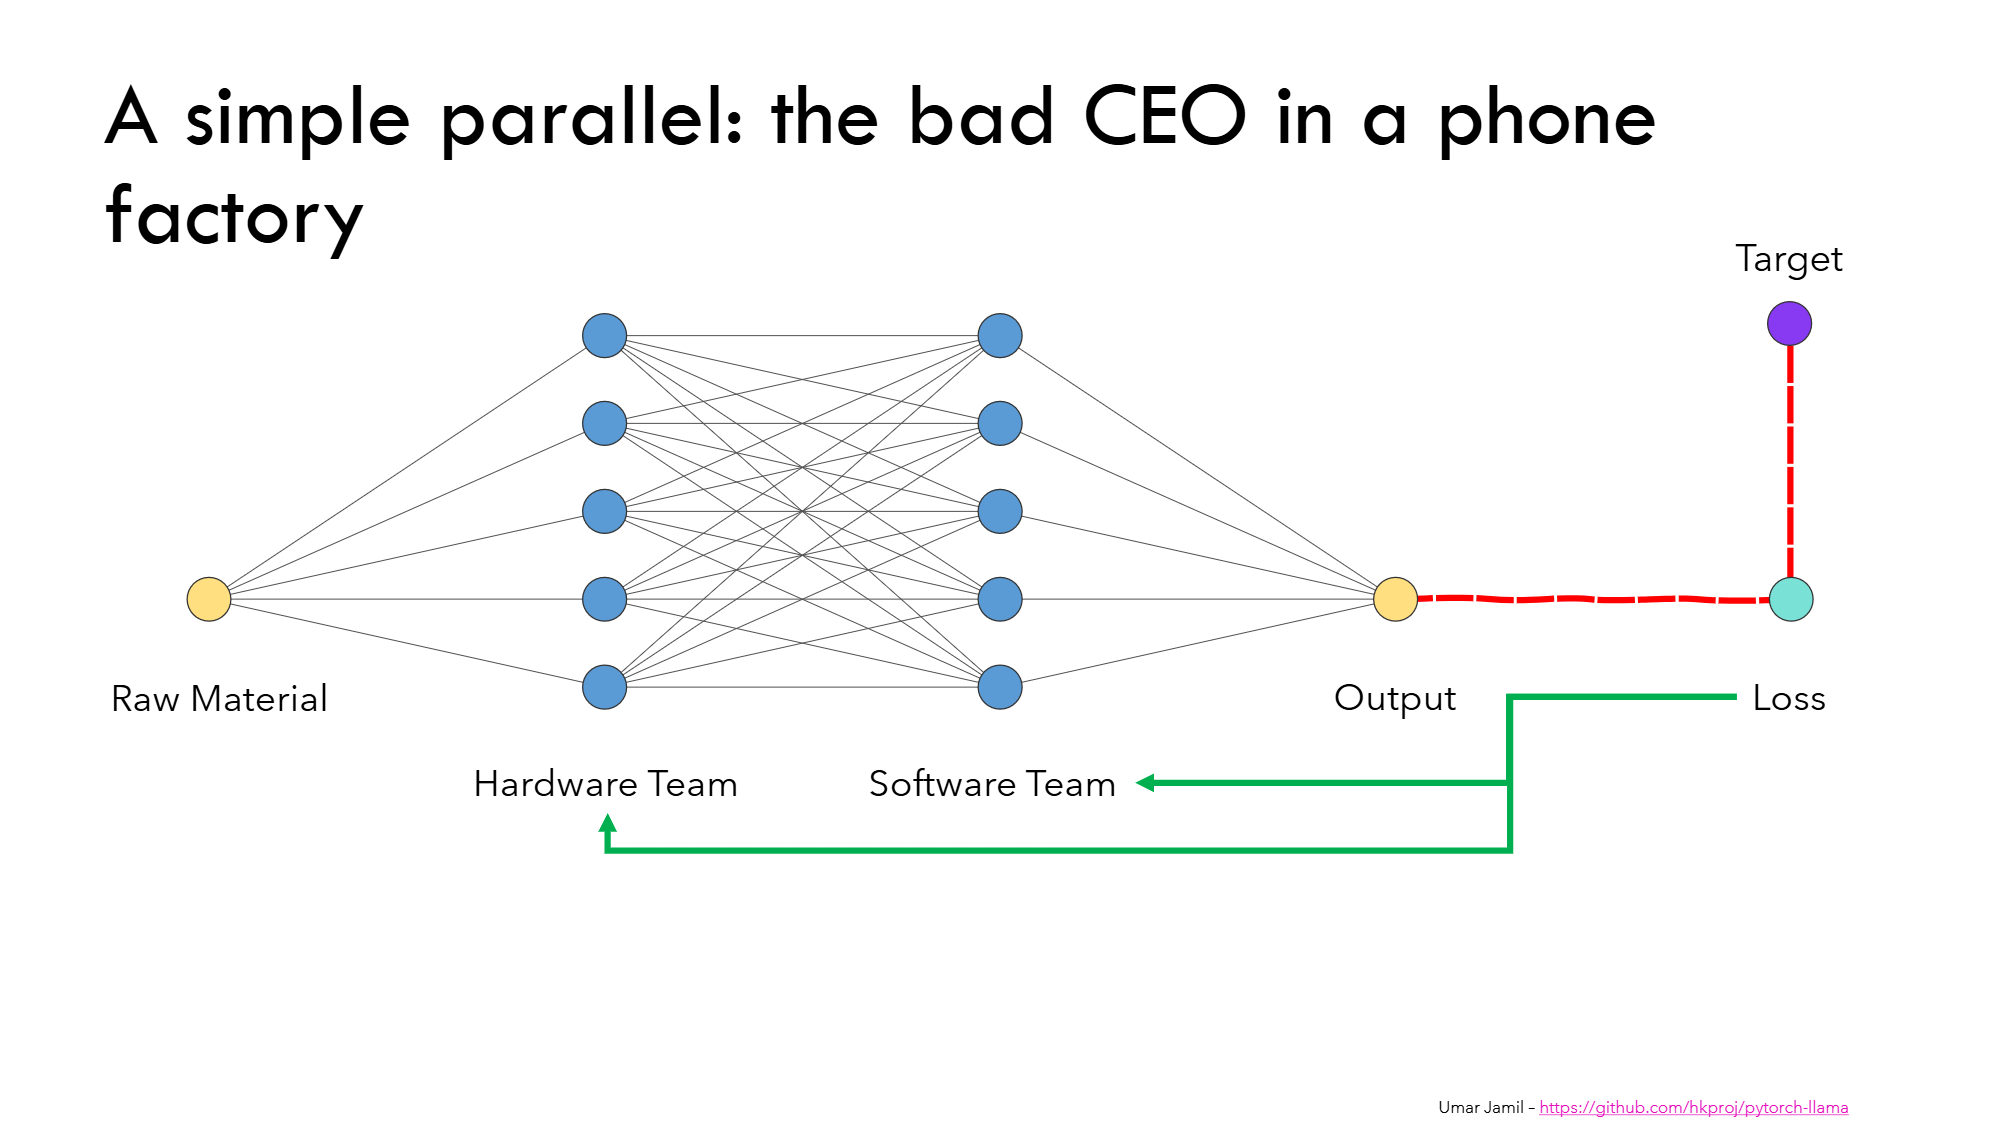 A simple parallel: the bad CEO in a phone
factory
Target
Raw Material
Output
Loss
Hardware Team
Software Team
Umar Jamil – https://github.com/hkproj/pytorch-llama